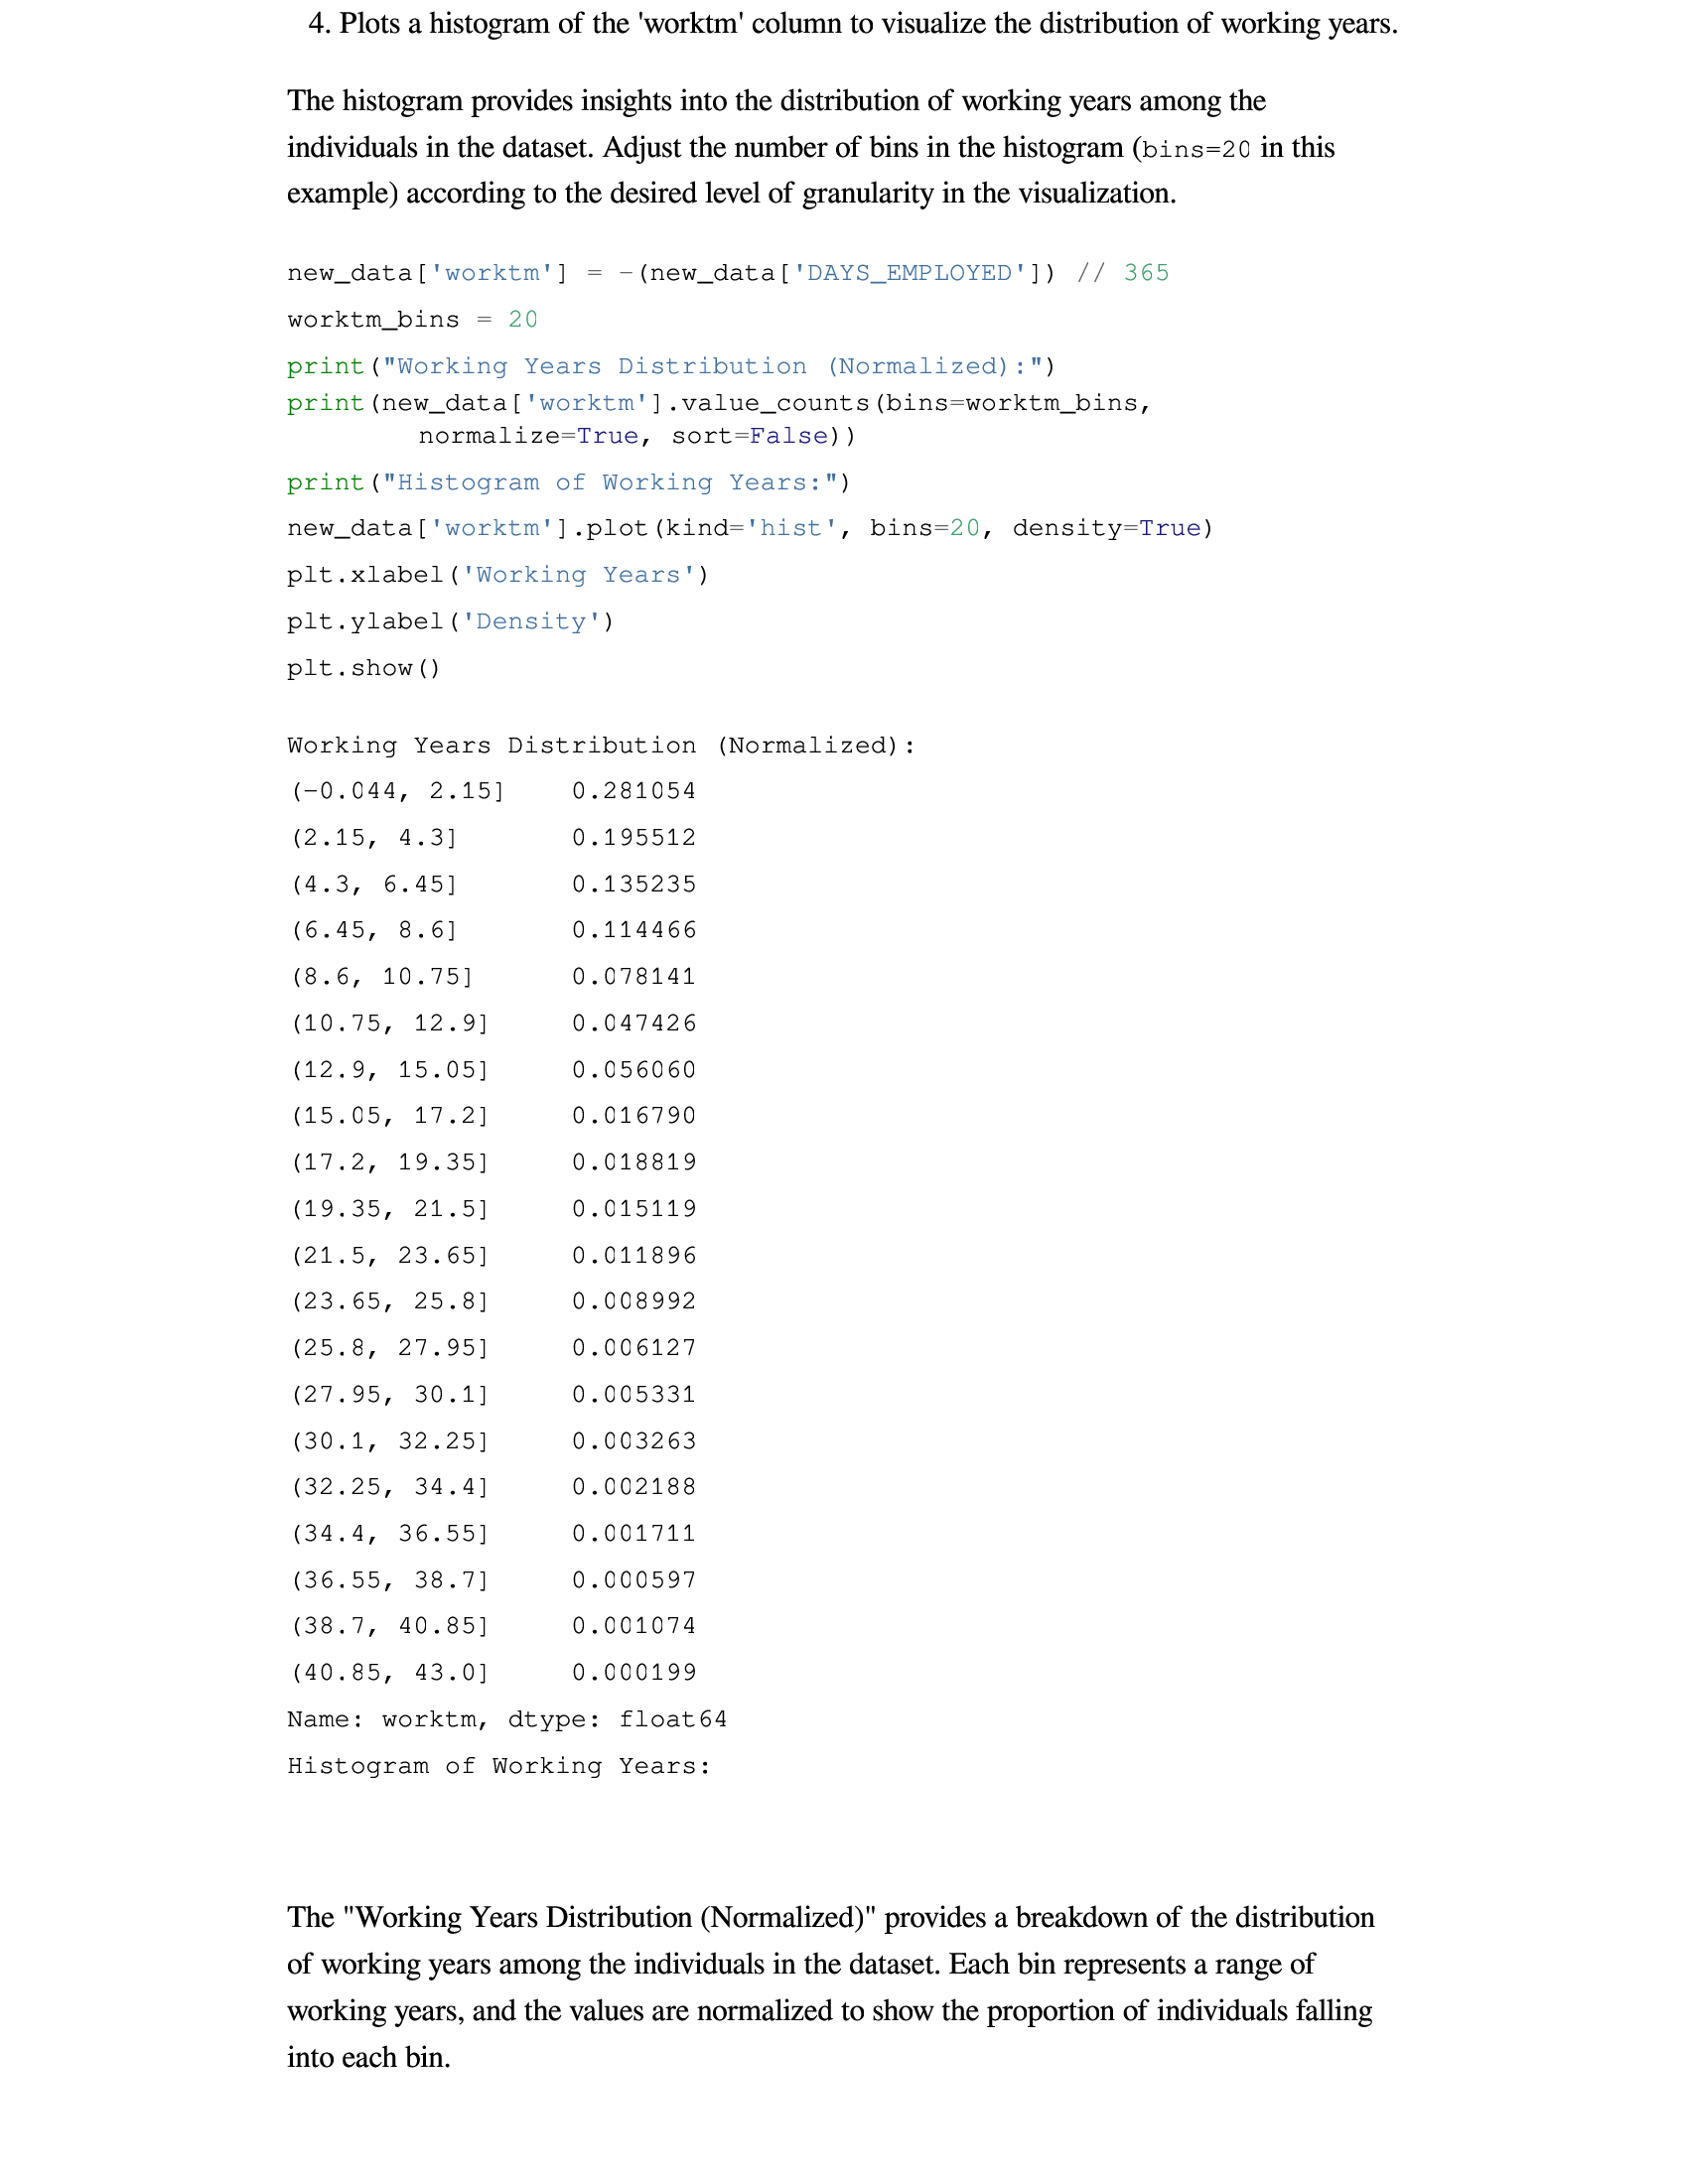 4. Plots a histogram of the 'worktm' column to visualize the distribution of working years.
The histogram provides insights into the distribution of working years among the
individuals in the dataset. Adjust the number of bins in the histogram (bins=20 in this
example) according to the desired level of granularity in the visualization.
new_data['worktm'] = -(new_data['DAYS_EMPLOYED']) // 365
worktm_bins = 20
print("Working Years Distribution (Normalized):")
print(new_data['worktm'].value_counts(bins=worktm_bins,
normalize=True, sort=False))
print("Histogram of Working Years:")
new_data['worktm'].plot(kind='hist', bins=20, density=True)
plt.xlabel('Working Years')
plt.ylabel('Density')
plt.show()
Working Years Distribution (Normalized):
(-0.044, 2.15] 0.281054
(2.15, 4.3] 0.195512
(4.3, 6.45] 0.135235
(6.45, 8.6] 0.114466
(8.6, 10.75] 0.078141
(10.75, 12.9] 0.047426
(12.9, 15.05] 0.056060
(15.05, 17.2] 0.016790
(17.2, 19.35] 0.018819
(19.35, 21.5] 0.015119
(21.5, 23.65] 0.011896
(23.65, 25.8] 0.008992
(25.8, 27.95] 0.006127
(27.95, 30.1] 0.005331
(30.1, 32.25] 0.003263
(32.25, 34.4] 0.002188
(34.4, 36.55] 0.001711
(36.55, 38.7] 0.000597
(38.7, 40.85] 0.001074
(40.85, 43.0] 0.000199
Name: worktm, dtype: float64
Histogram of Working Years:
The "Working Years Distribution (Normalized)" provides a breakdown of the distribution
of working years among the individuals in the dataset. Each bin represents a range of
working years, and the values are normalized to show the proportion of individuals falling
into each bin.